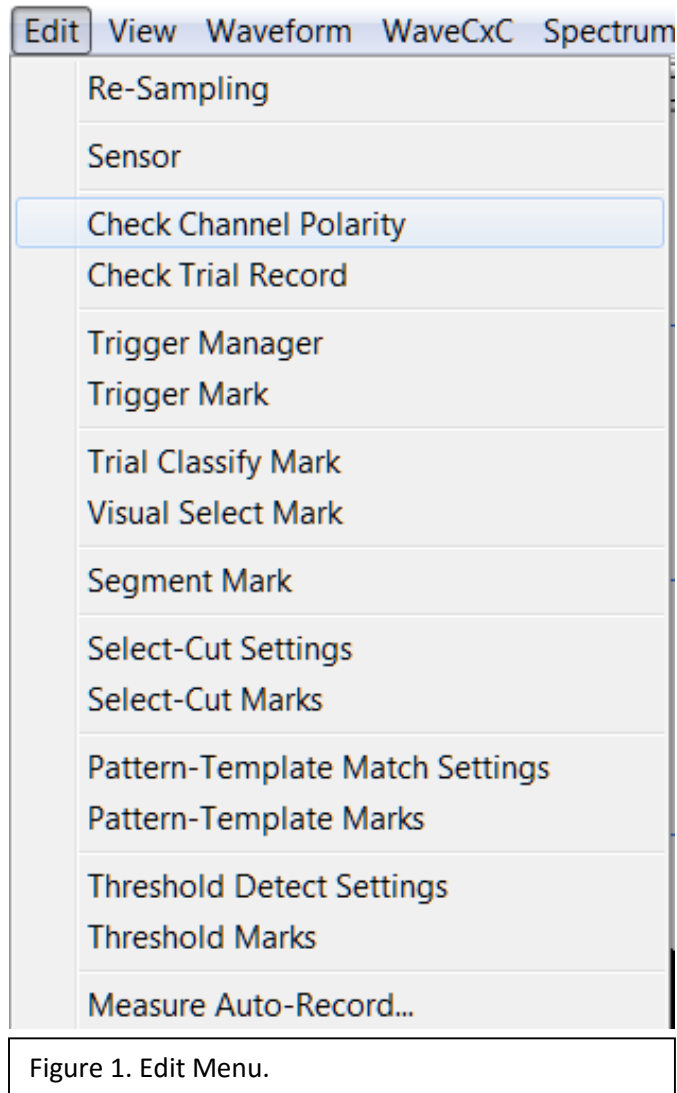 Edit View Waveform WaveCxC Spectrum
Re-Sampling
Sensor
Check Channel Polarity
Check Trial Record
Trigger Manager
Trigger Mark
Trial Classify Mark
Visual Select Mark
Segment Mark
Select-Cut Settings
Select-Cut Marks
Pattern-Template Match Settings
Pattern-Template Marks
Threshold Detect Settings
Threshold Marks
Measure Auto-Record...
Figure 1. Edit Menu.